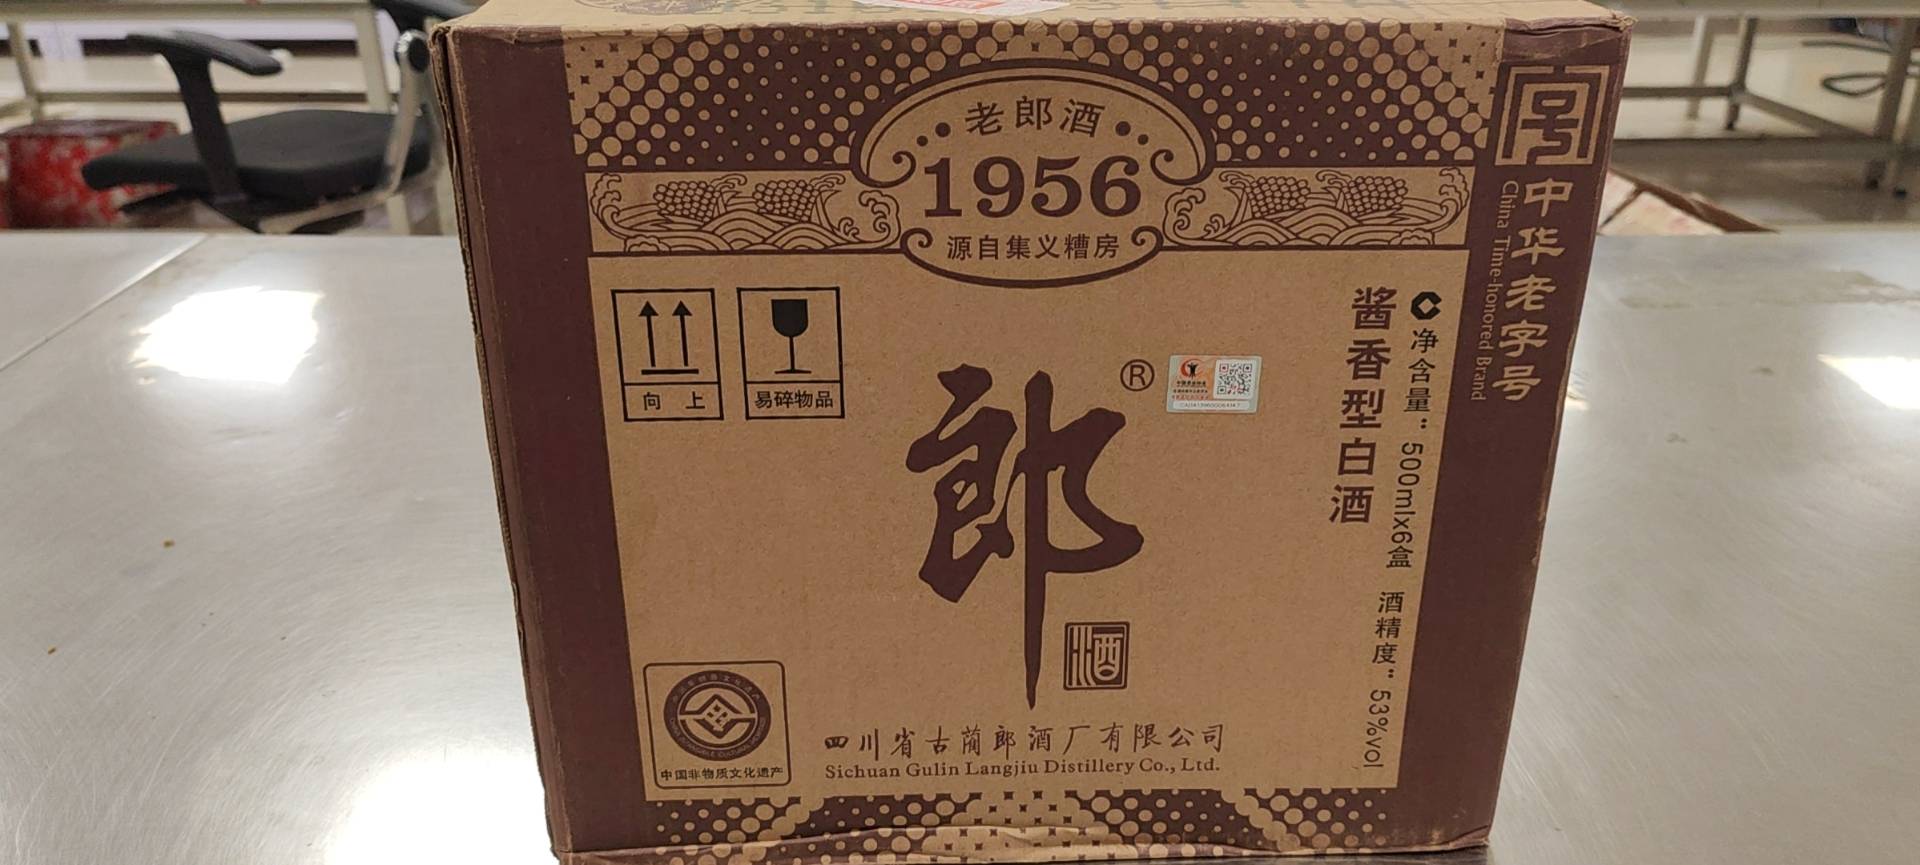 老郎酒
1956
源自集义糟房
号
中华老字号
China Time-honored Brand
向上
易碎物品
酱香型白酒
净含量：500mlx6盒 酒精度：53%vol
郎®
酒
中国非物质文化遗产
四川省古蔺郎酒厂有限公司
Sichuan Gulin Langjiu Distillery Co., Ltd.